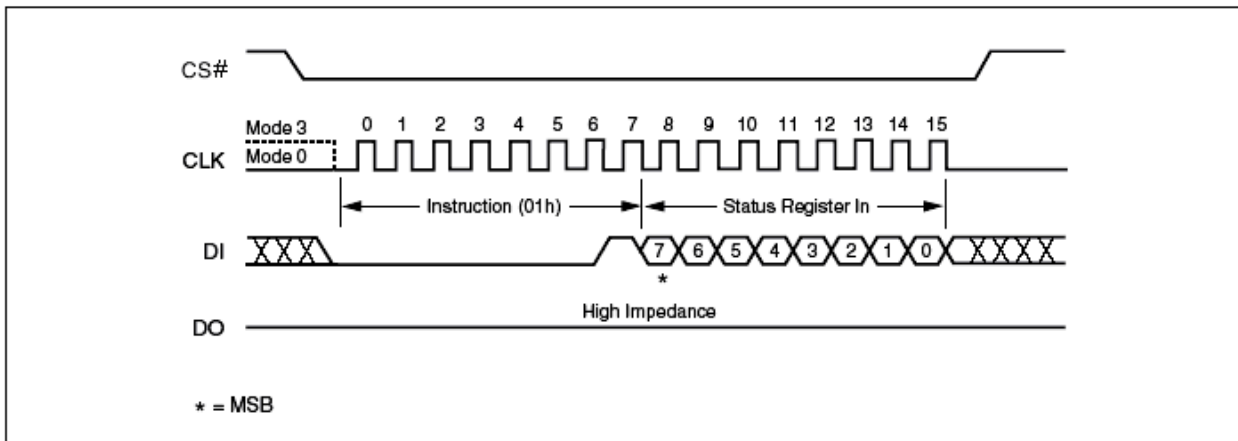 CS#
Mode 3 0 1 2 3 4 5 6 7 8 9 10 11 12 13 14 15
CLK Mode 0
Instruction (01h) Status Register In
DI 7 6 5 4 3 2 1 0
*
High Impedance
DO
* = MSB